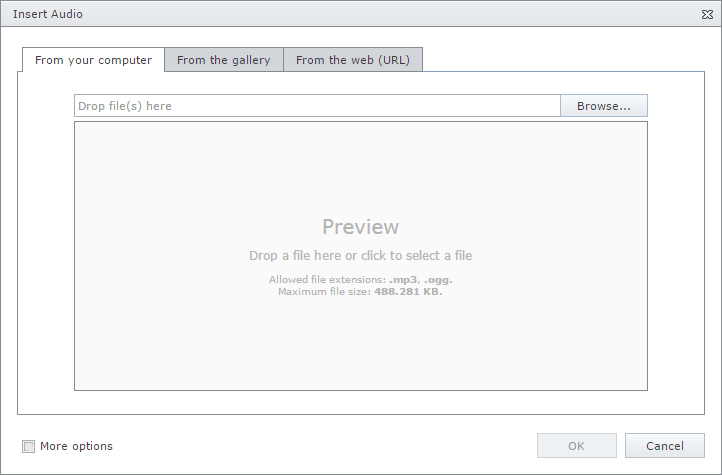 Insert Audio
From your computer
From the gallery
From the web (URL)
Drop file(s) here
Browse...
Preview
Drop a file here or click to select a file
Allowed file extensions: .mp3, .ogg.
Maximum file size: 488.281 KB.
More options
OK
Cancel